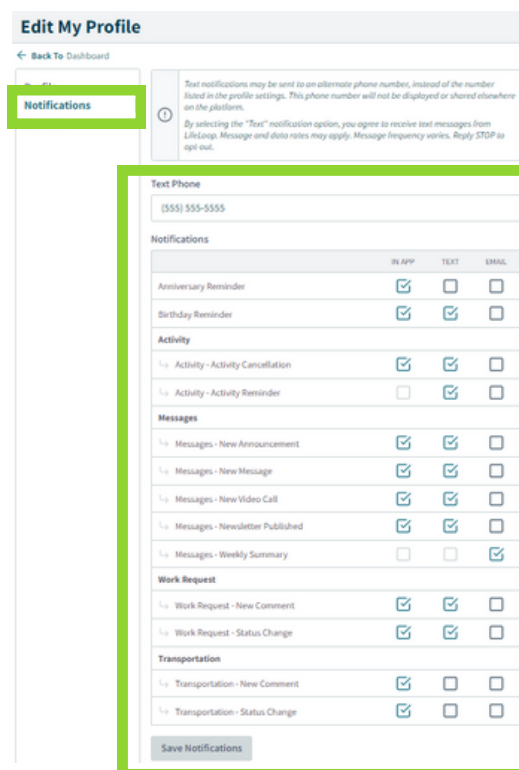 Edit My Profile
← Back To Dashboard
Notifications
Text notifications may be sent to an alternate phone number, instead of the number
listed in the profile settings. This phone number will not be displayed or shared elsewhere
on the platform.
By selecting the "Text" notification option, you agree to receive text messages from
LifeLoop. Message and data rates may apply. Message frequency varies. Reply STOP to
opt out.
Text Phone
(555) 555-5555
Notifications
IN APP TEXT EMAIL
Anniversary Reminder
Birthday Reminder
Activity
Activity - Activity Cancellation
Activity - Activity Reminder
Messages
Messages - New Announcement
Messages - New Message
Messages - New Video Call
Messages - Newsletter Published
Messages - Weekly Summary
Work Request
Work Request - New Comment
Work Request - Status Change
Transportation
Transportation - New Comment
Transportation - Status Change
Save Notifications